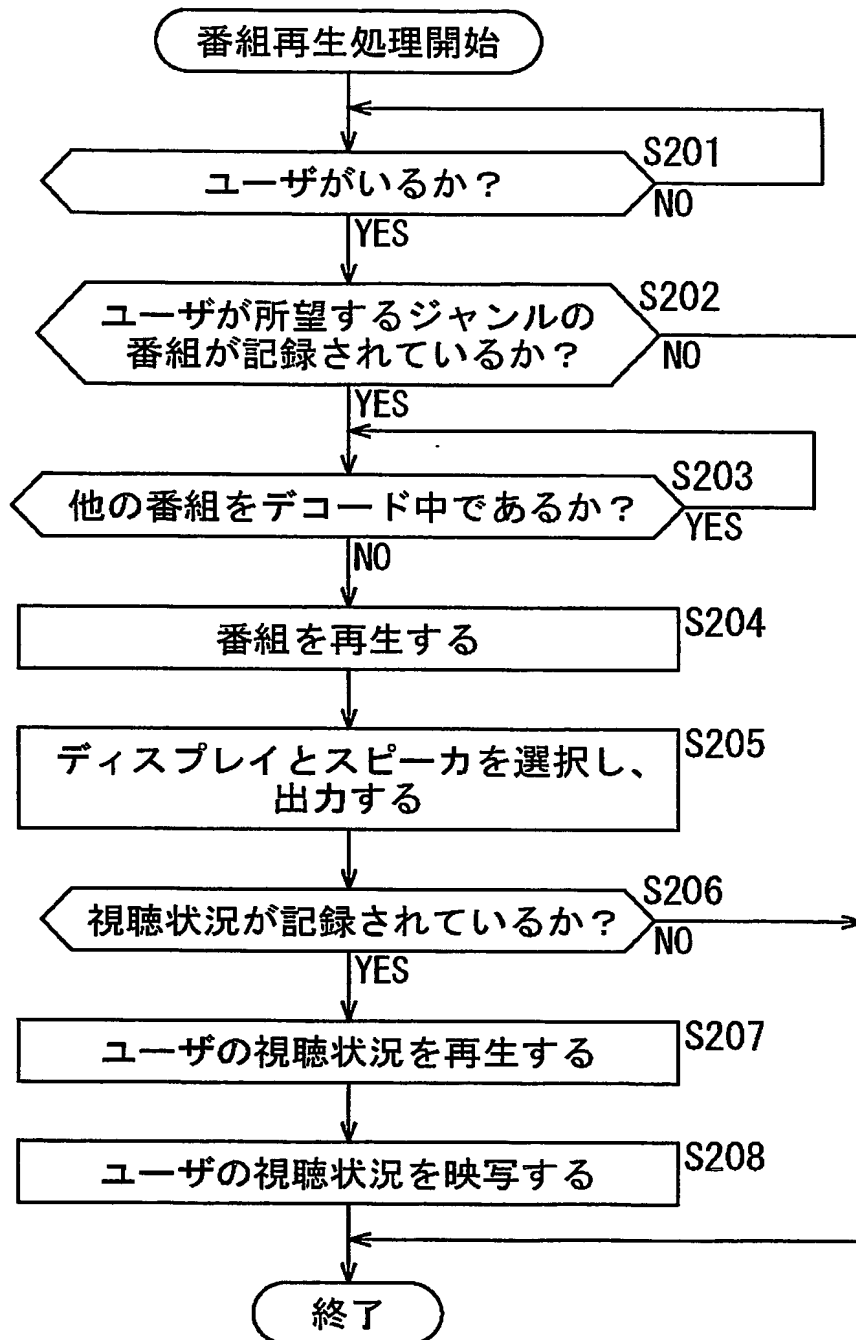 番組再生処理開始
S201
ユーザがいるか？
NO
YES
S202
ユーザが所望するジャンルの
番組が記録されているか？
NO
YES
S203
他の番組をデコード中であるか？
YES
NO
S204
番組を再生する
S205
ディスプレイとスピーカを選択し、
出力する
S206
視聴状況が記録されているか？
NO
YES
S207
ユーザの視聴状況を再生する
S208
ユーザの視聴状況を映写する
終了